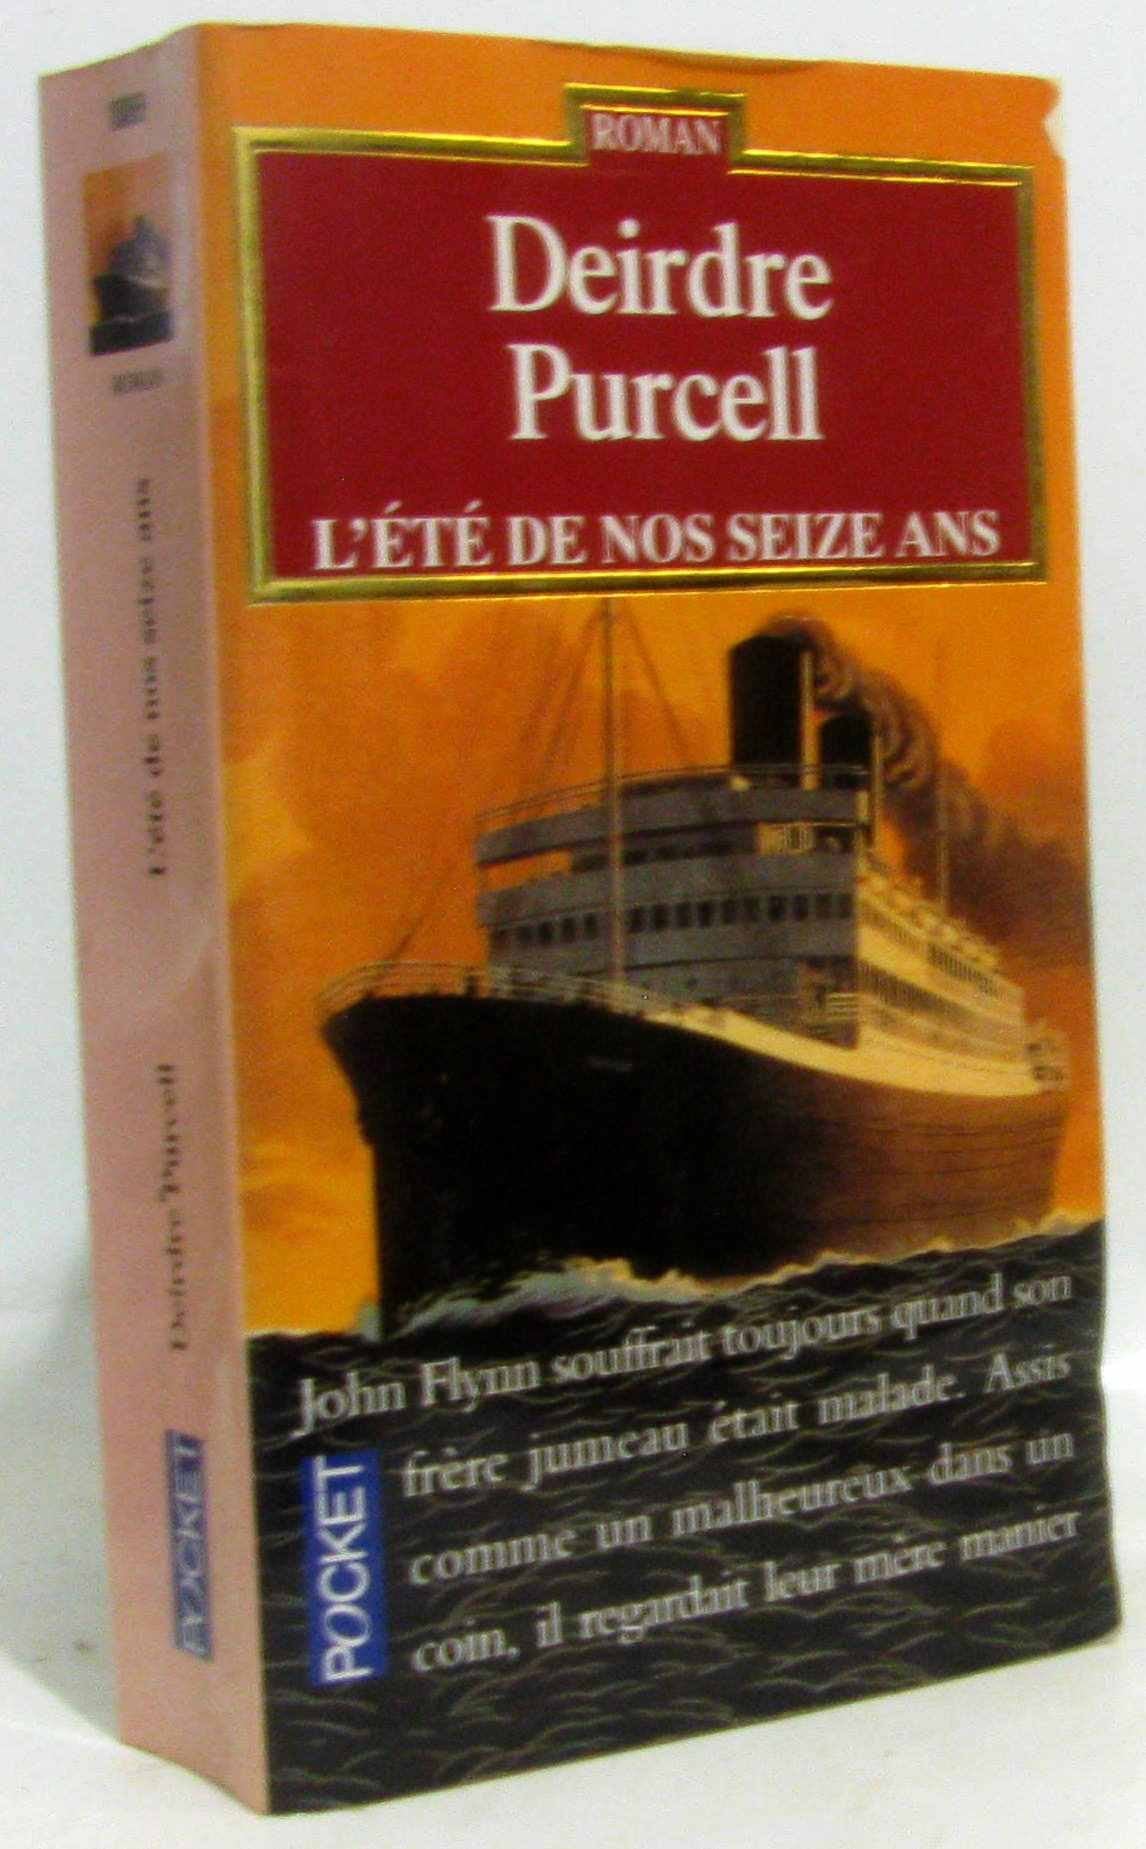 ROMAN
Deirdre
Purcell
L'ÉTÉ DE NOS SEIZE ANS
John Flynn souffrait toujours quand son
frère jumeau était malade. Assis
comme un malheureux dans un
coin, il regardait leur mère manier
POCKET
ROMAN
L'été de nos seize ans
Deirdre Purcell
POCKET